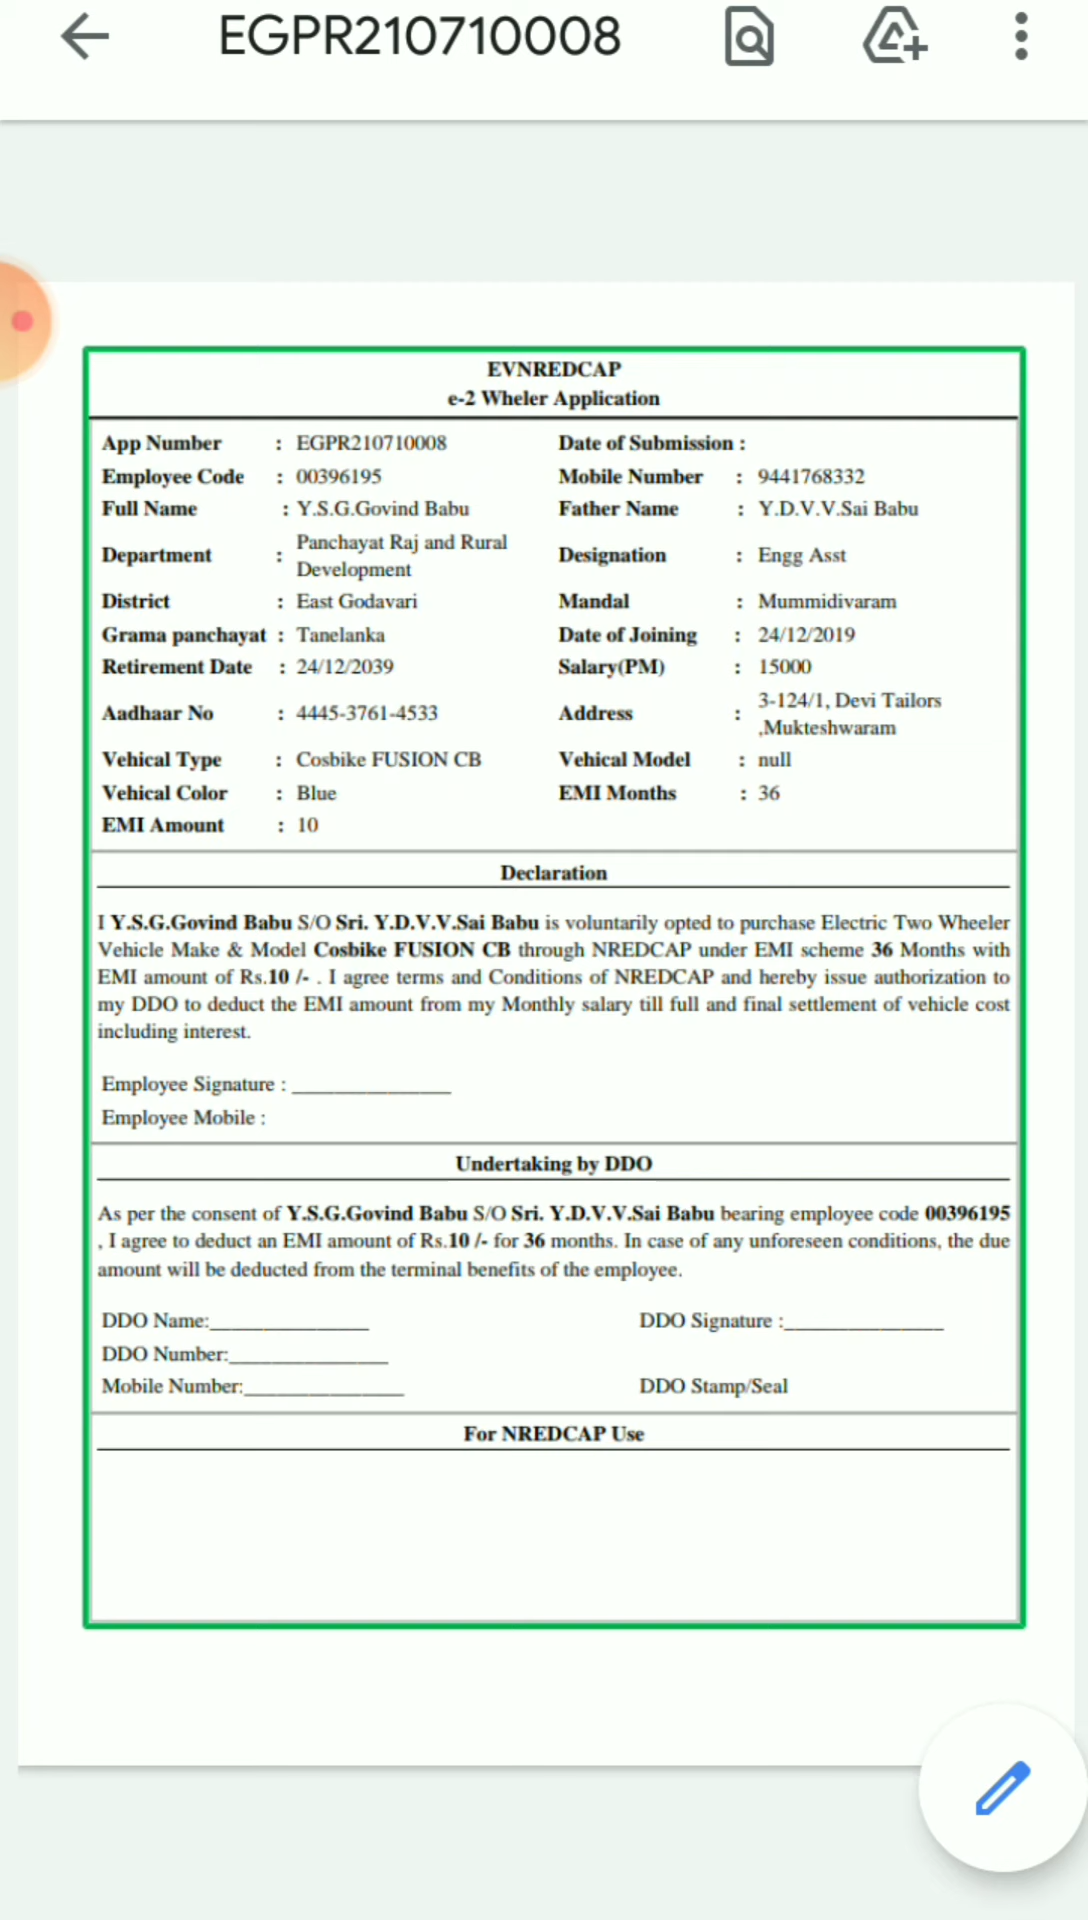 EGPR210710008
EVNREDCAP
e-2 Wheler Application
App Number : EGPR210710008 Date of Submission :
Employee Code : 00396195 Mobile Number : 9441768332
Full Name : Y.S.G.Govind Babu Father Name : Y.D.V.V.Sai Babu
Department : Panchayat Raj and Rural Development Designation : Engg Asst
District : East Godavari Mandal : Mummidivaram
Grama panchayat : Tanelanka Date of Joining : 24/12/2019
Retirement Date : 24/12/2039 Salary(PM) : 15000
Aadhaar No : 4445-3761-4533 Address : 3-124/1, Devi Tailors ,Mukteshwaram
Vehical Type : Cosbike FUSION CB Vehical Model : null
Vehical Color : Blue EMI Months : 36
EMI Amount : 10
Declaration
I Y.S.G.Govind Babu S/O Sri. Y.D.V.V.Sai Babu is voluntarily opted to purchase Electric Two Wheeler
Vehicle Make & Model Cosbike FUSION CB through NREDCAP under EMI scheme 36 Months with
EMI amount of Rs.10 /- . I agree terms and Conditions of NREDCAP and hereby issue authorization to
my DDO to deduct the EMI amount from my Monthly salary till full and final settlement of vehicle cost
including interest.
Employee Signature : _______________
Employee Mobile :
Undertaking by DDO
As per the consent of Y.S.G.Govind Babu S/O Sri. Y.D.V.V.Sai Babu bearing employee code 00396195
, I agree to deduct an EMI amount of Rs.10 /- for 36 months. In case of any unforeseen conditions, the due
amount will be deducted from the terminal benefits of the employee.
DDO Name:_______________ DDO Signature :_______________
DDO Number:_______________
Mobile Number:_______________ DDO Stamp/Seal
For NREDCAP Use